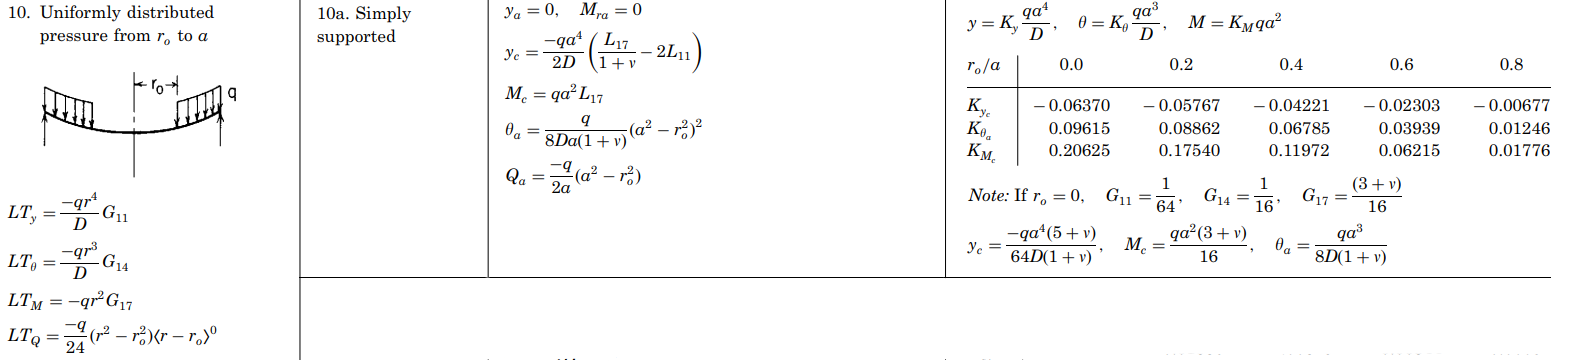 10. Uniformly distributed
pressure from r_o to a
r_o
q
LT_y = -qr^4/D G_11
LT_θ = -qr^3/D G_14
LT_M = -qr^2 G_17
LT_Q = -q/24 (r^2 - r_o^2)⟨r - r_o⟩^0
10a. Simply
supported
y_a = 0, M_ra = 0
y_c = -qa^4/2D (L_17/1 + ν - 2L_11)
M_c = qa^2 L_17
θ_a = q/8Da(1 + ν) (a^2 - r_o^2)^2
Q_a = -q/2a (a^2 - r_o^2)
y = K_y qa^4/D, θ = K_θ qa^3/D, M = K_M qa^2
r_o/a 0.0 0.2 0.4 0.6 0.8
K_y_c -0.06370 -0.05767 -0.04221 -0.02303 -0.00677
K_θ_a 0.09615 0.08862 0.06785 0.03939 0.01246
K_M_c 0.20625 0.17540 0.11972 0.06215 0.01776
Note: If r_o = 0, G_11 = 1/64, G_14 = 1/16, G_17 = (3 + ν)/16
y_c = -qa^4(5 + ν)/64D(1 + ν), M_c = qa^2(3 + ν)/16, θ_a = qa^3/8D(1 + ν)